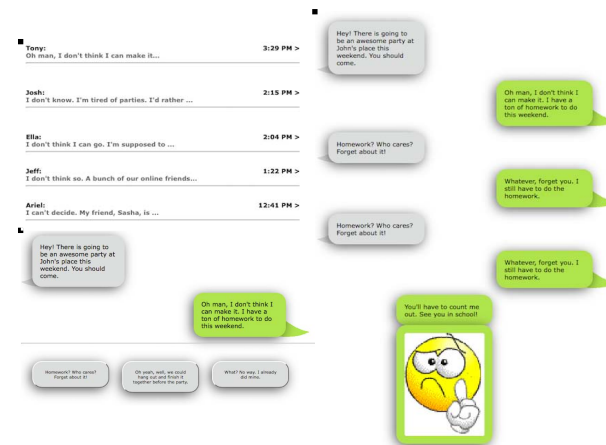 Tony: 3:29 PM >
Oh man, I don't think I can make it...
Josh: 2:15 PM >
I don't know. I'm tired of parties. I'd rather ...
Ella: 2:04 PM >
I don't think I can go. I'm supposed to ...
Jeff: 1:22 PM >
I don't think so. A bunch of our online friends...
Ariel: 12:41 PM >
I can't decide. My friend, Sasha, is ...
Hey! There is going to
be an awesome party at
John's place this
weekend. You should
come.
Oh man, I don't think I
can make it. I have a
ton of homework to do
this weekend.
Homework? Who cares?
Forget about it!
Oh yeah, well, we could
hang out and finish it
together before the party.
What? No way. I already
did mine.
Hey! There is going to
be an awesome party at
John's place this
weekend. You should
come.
Oh man, I don't think I
can make it. I have a
ton of homework to do
this weekend.
Homework? Who cares?
Forget about it!
Whatever, forget you. I
still have to do the
homework.
Homework? Who cares?
Forget about it!
Whatever, forget you. I
still have to do the
homework.
You'll have to count me
out. See you in school!